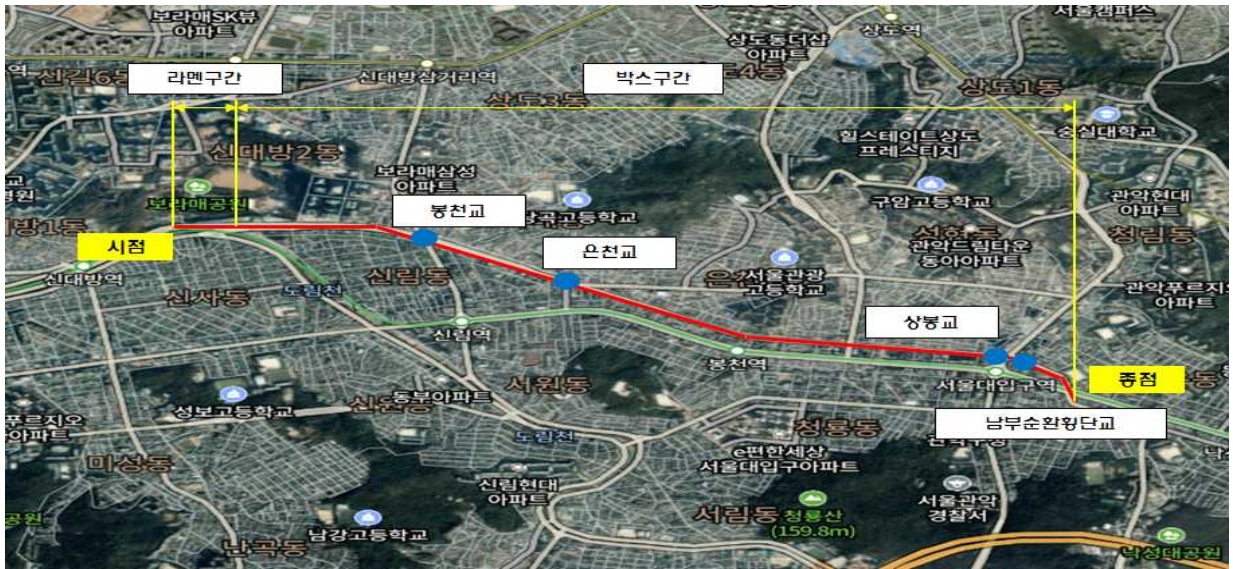 보라매SK뷰
아파트
서울캠퍼스
상도동더샵
아파트
상도역
신길6동
라멘구간
신대방삼거리역
박스구간
상도3동
상도1동
숭실대학교
힐스테이트상도
프레스티지
신대방2동
보라매삼성
아파트
보라매공원
봉천교
구암고등학교
관악현대
아파트
시점
은천교
관악드림타운
동아아파트
청림동
신대방역
신림동
서울관광
고등학교
관악푸르지오
아파트
신사동
도림천
상봉교
신림역
봉천역
서울대입구역
종점
서원동
동부아파트
성보고등학교
신원동
푸르지오
아파트
남부순환횡단교
도림천
청룡동
e편한세상
서울대입구아파트
미성동
신림현대
아파트
서울관악
경찰서
서림동
청룡산
(159.8m)
남강고등학교
난곡동
낙성대공원